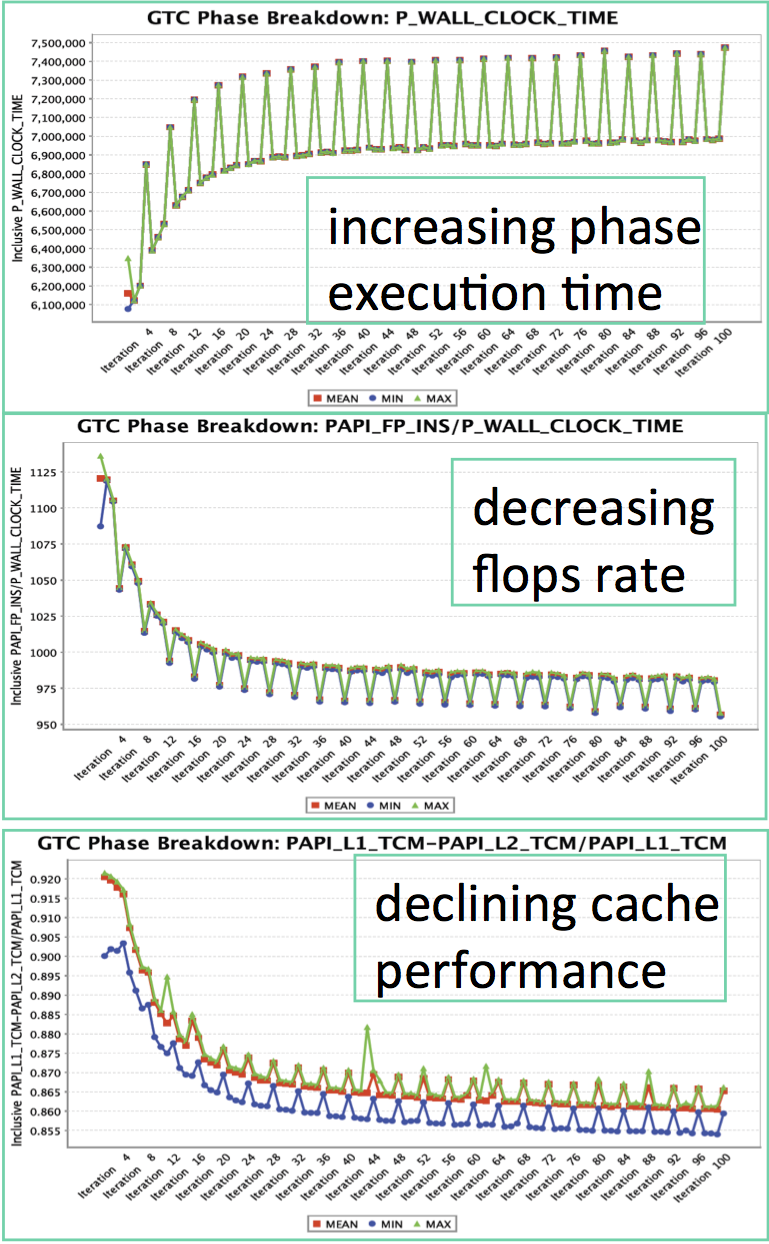 GTC Phase Breakdown: P_WALL_CLOCK_TIME
Inclusive P_WALL_CLOCK_TIME
7,500,000
7,400,000
7,300,000
7,200,000
7,100,000
7,000,000
6,900,000
6,800,000
6,700,000
6,600,000
6,500,000
6,400,000
6,300,000
6,200,000
6,100,000
increasing phase
execution time
Iteration 4
Iteration 8
Iteration 12
Iteration 16
Iteration 20
Iteration 24
Iteration 28
Iteration 32
Iteration 36
Iteration 40
Iteration 44
Iteration 48
Iteration 52
Iteration 56
Iteration 60
Iteration 64
Iteration 68
Iteration 72
Iteration 76
Iteration 80
Iteration 84
Iteration 88
Iteration 92
Iteration 96
Iteration 100
MEAN MIN MAX
GTC Phase Breakdown: PAPI_FP_INS/P_WALL_CLOCK_TIME
Inclusive PAPI_FP_INS/P_WALL_CLOCK_TIME
1125
1100
1075
1050
1025
1000
975
950
decreasing
flops rate
Iteration 4
Iteration 8
Iteration 12
Iteration 16
Iteration 20
Iteration 24
Iteration 28
Iteration 32
Iteration 36
Iteration 40
Iteration 44
Iteration 48
Iteration 52
Iteration 56
Iteration 60
Iteration 64
Iteration 68
Iteration 72
Iteration 76
Iteration 80
Iteration 84
Iteration 88
Iteration 92
Iteration 96
Iteration 100
MEAN MIN MAX
GTC Phase Breakdown: PAPI_L1_TCM-PAPI_L2_TCM/PAPI_L1_TCM
Inclusive PAPI_L1_TCM-PAPI_L2_TCM/PAPI_L1_TCM
0.920
0.915
0.910
0.905
0.900
0.895
0.890
0.885
0.880
0.875
0.870
0.865
0.860
0.855
declining cache
performance
Iteration 4
Iteration 8
Iteration 12
Iteration 16
Iteration 20
Iteration 24
Iteration 28
Iteration 32
Iteration 36
Iteration 40
Iteration 44
Iteration 48
Iteration 52
Iteration 56
Iteration 60
Iteration 64
Iteration 68
Iteration 72
Iteration 76
Iteration 80
Iteration 84
Iteration 88
Iteration 92
Iteration 96
Iteration 100
MEAN MIN MAX